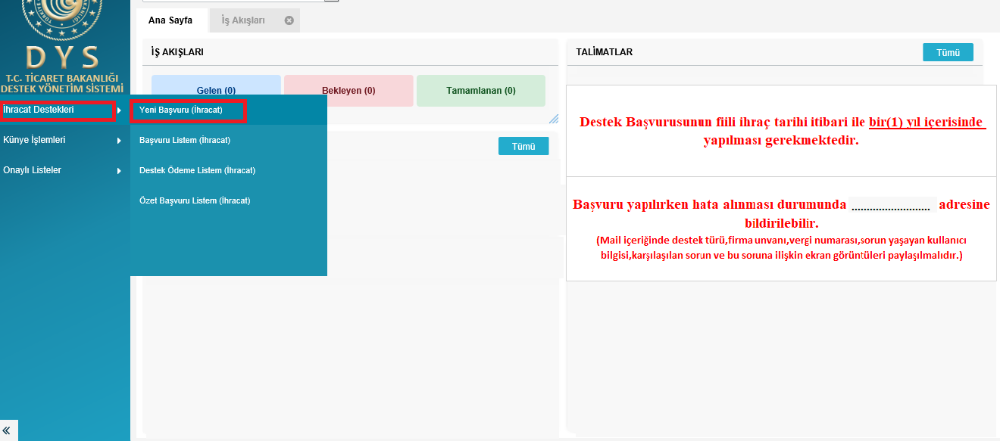 Ana Sayfa
İş Akışları
DYS
T.C. TİCARET BAKANLIĞI
DESTEK YÖNETİM SİSTEMİ
İhracat Destekleri
Künye İşlemleri
Onaylı Listeler
Yeni Başvuru (İhracat)
Başvuru Listem (İhracat)
Destek Ödeme Listem (İhracat)
Özet Başvuru Listem (İhracat)
İŞ AKIŞLARI
Gelen (0)
Bekleyen (0)
Tamamlanan (0)
Tümü
TALİMATLAR
Tümü
Destek Başvurusunun fiili ihraç tarihi itibari ile bir(1) yıl içerisinde
yapılması gerekmektedir.
Başvuru yapılırken hata alınması durumunda .......................... adresine
bildirilebilir.
(Mail içeriğinde destek türü,firma unvanı,vergi numarası,sorun yaşayan kullanıcı
bilgisi,karşılaşılan sorun ve bu soruna ilişkin ekran görüntüleri paylaşılmalıdır.)